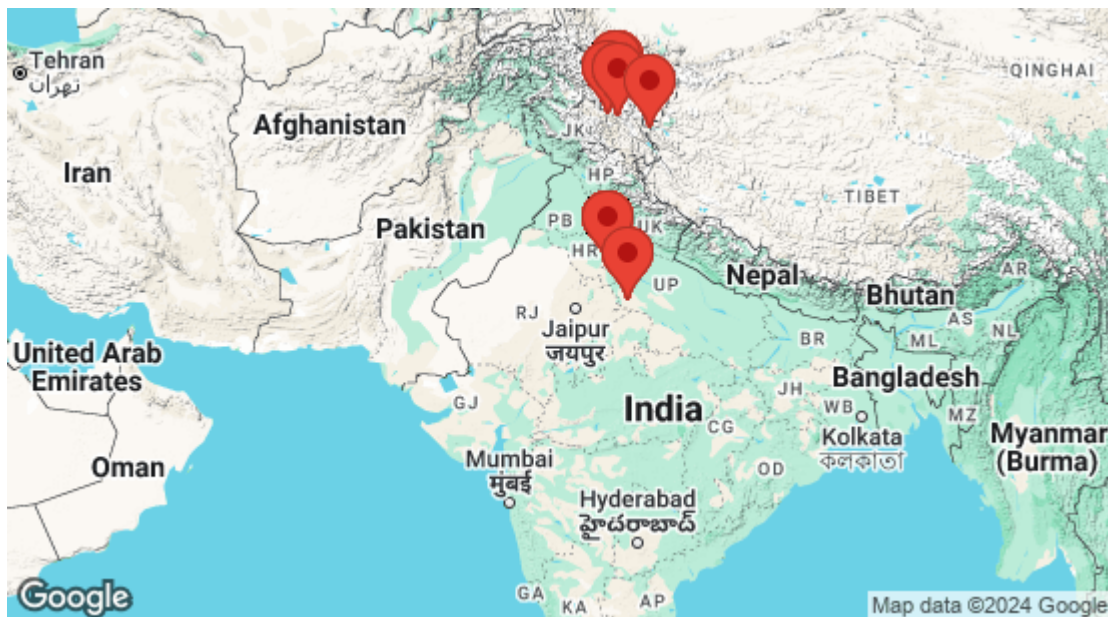 Tehran
تهران
QINGHAI
Afghanistan
JK
Iran
HP
TIBET
PB
UK
Pakistan
HR
Nepal
AR
UP
Bhutan
RJ
AS
NL
Jaipur
जयपुर
BR
ML
United Arab
Emirates
Bangladesh
JH
GJ
India
WB
MZ
CG
Kolkata
কলকাতা
Myanmar
(Burma)
Oman
Mumbai
मुंबई
OD
Hyderabad
హైదరాబాద్
GA
KA
AP
Google
Map data ©2024 Google